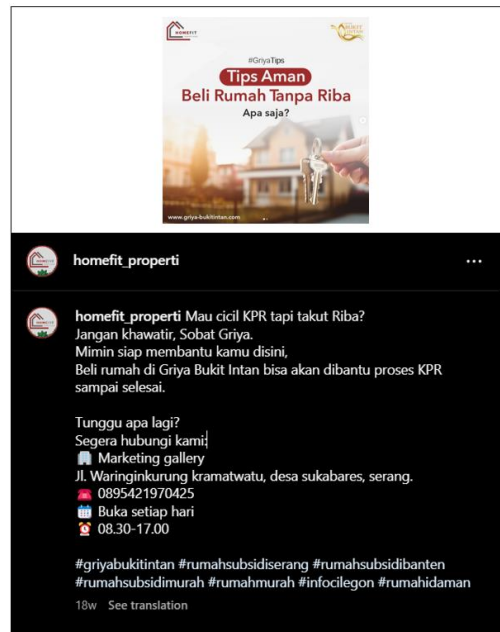 HOMEFIT
BUKIT
INTAN
#GriyaTips
Tips Aman
Beli Rumah Tanpa Riba
Apa saja?
www.griya-bukitintan.com
homefit_properti
homefit_properti Mau cicil KPR tapi takut Riba?
Jangan khawatir, Sobat Griya.
Mimin siap membantu kamu disini,
Beli rumah di Griya Bukit Intan bisa akan dibantu proses KPR
sampai selesai.
Tunggu apa lagi?
Segera hubungi kami:
Marketing gallery
Jl. Waringinkurung kramatwatu, desa sukabares, serang.
0895421970425
Buka setiap hari
08.30-17.00
#griyabukitintan #rumahsubsidiserang #rumahsubsidibanten
#rumahsubsidimurah #rumahmurah #infocilegon #rumahidaman
18w See translation